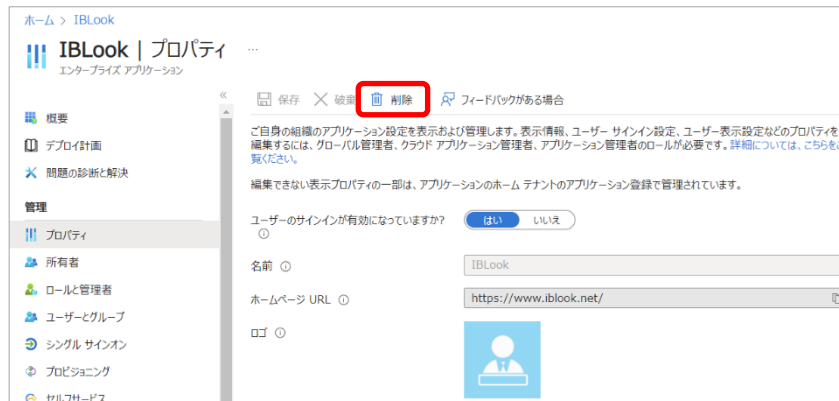 ホーム > IBLook
IBLook | プロパティ ...
エンタープライズ アプリケーション
«
保存 破棄 削除 フィードバックがある場合
概要
デプロイ計画
問題の診断と解決
管理
プロパティ
所有者
ロールと管理者
ユーザーとグループ
シングル サインオン
プロビジョニング
セルフサービス
ご自身の組織のアプリケーション設定を表示および管理します。表示情報、ユーザー サインイン設定、ユーザー表示設定などのプロパティを
編集するには、グローバル管理者、クラウド アプリケーション管理者、アプリケーション管理者のロールが必要です。詳細については、こちらをご
覧ください。
編集できない表示プロパティの一部は、アプリケーションのホーム テナントのアプリケーション登録で管理されています。
ユーザーのサインインが有効になっていますか? はい いいえ
名前 IBLook
ホームページ URL https://www.iblook.net/
ロゴ